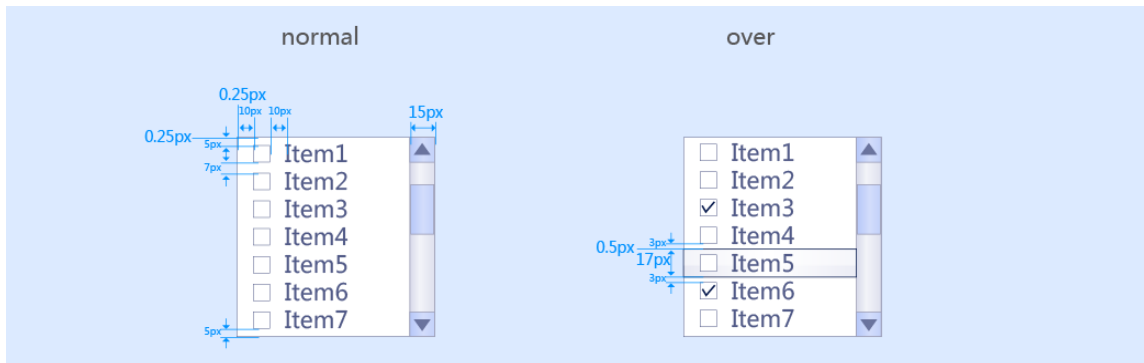 normal
over
0.25px
10px 10px
15px
0.25px
5px
7px
Item1
Item2
Item3
Item4
Item5
Item6
Item7
5px
Item1
Item2
Item3
Item4
3px
0.5px
17px
Item5
3px
Item6
Item7